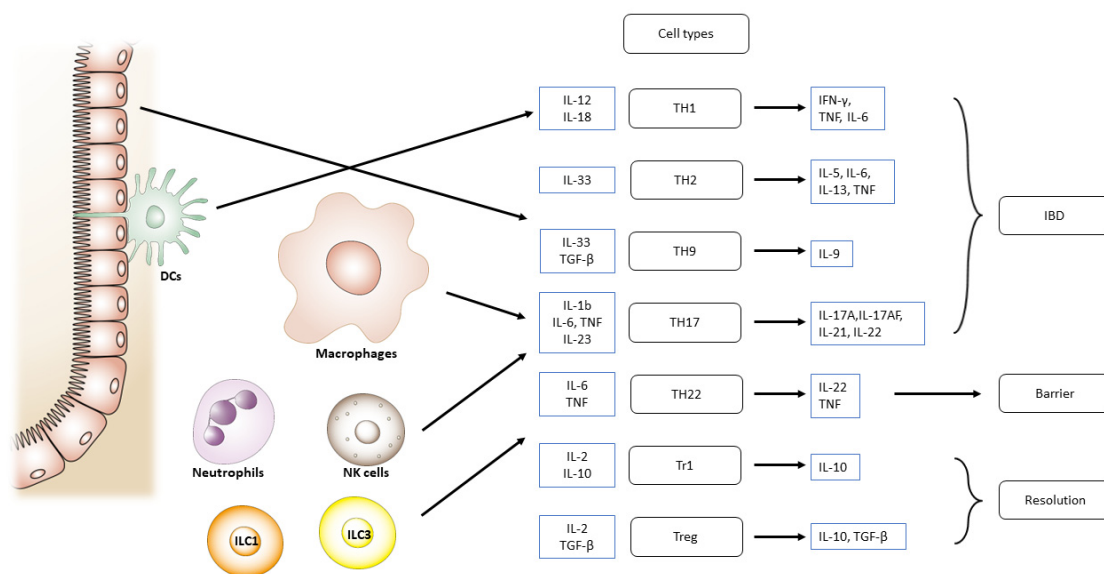 Cell types
IL-12
IL-18
TH1
IFN-γ,
TNF, IL-6
IL-33
TH2
IL-5, IL-6,
IL-13, TNF
IBD
DCs
IL-33
TGF-β
TH9
IL-9
Macrophages
IL-1b
IL-6, TNF
IL-23
TH17
IL-17A,IL-17AF,
IL-21, IL-22
IL-6
TNF
TH22
IL-22
TNF
Barrier
Neutrophils
NK cells
IL-2
IL-10
Tr1
IL-10
Resolution
ILC1
ILC3
IL-2
TGF-β
Treg
IL-10, TGF-β